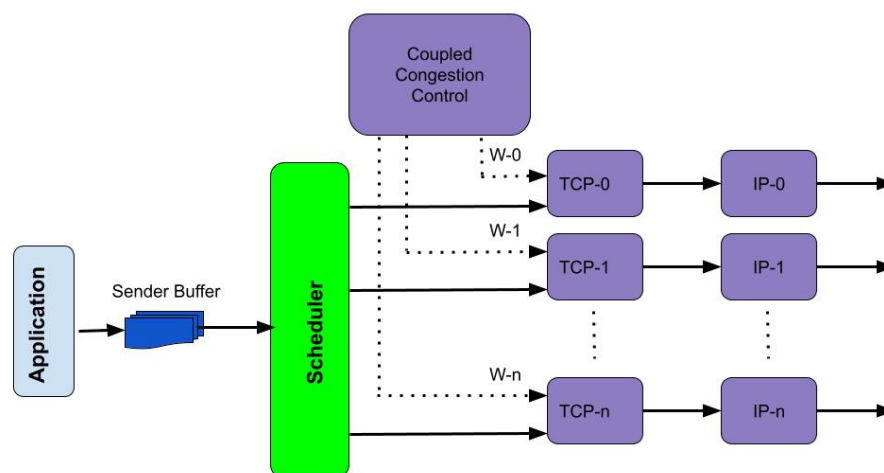 Coupled
Congestion
Control
W-0
TCP-0
IP-0
W-1
TCP-1
IP-1
Sender Buffer
Application
Scheduler
W-n
TCP-n
IP-n